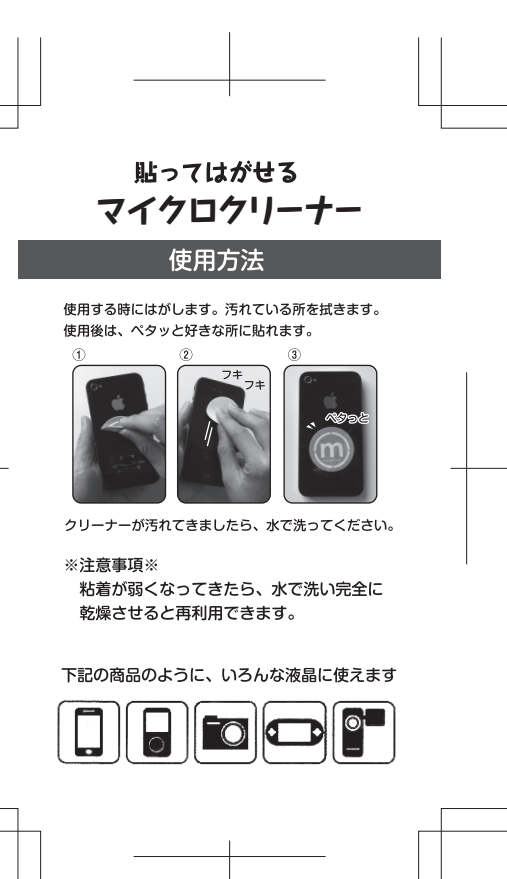 貼ってはがせる
マイクロクリーナー
使用方法
使用する時にはがします。汚れている所を拭きます。
使用後は、ペタッと好きな所に貼れます。
① ② ③
フキ
フキ
ペタっと
m
クリーナーが汚れてきましたら、水で洗ってください。
※注意事項※
粘着が弱くなってきたら、水で洗い完全に
乾燥させると再利用できます。
下記の商品のように、いろんな液晶に使えます